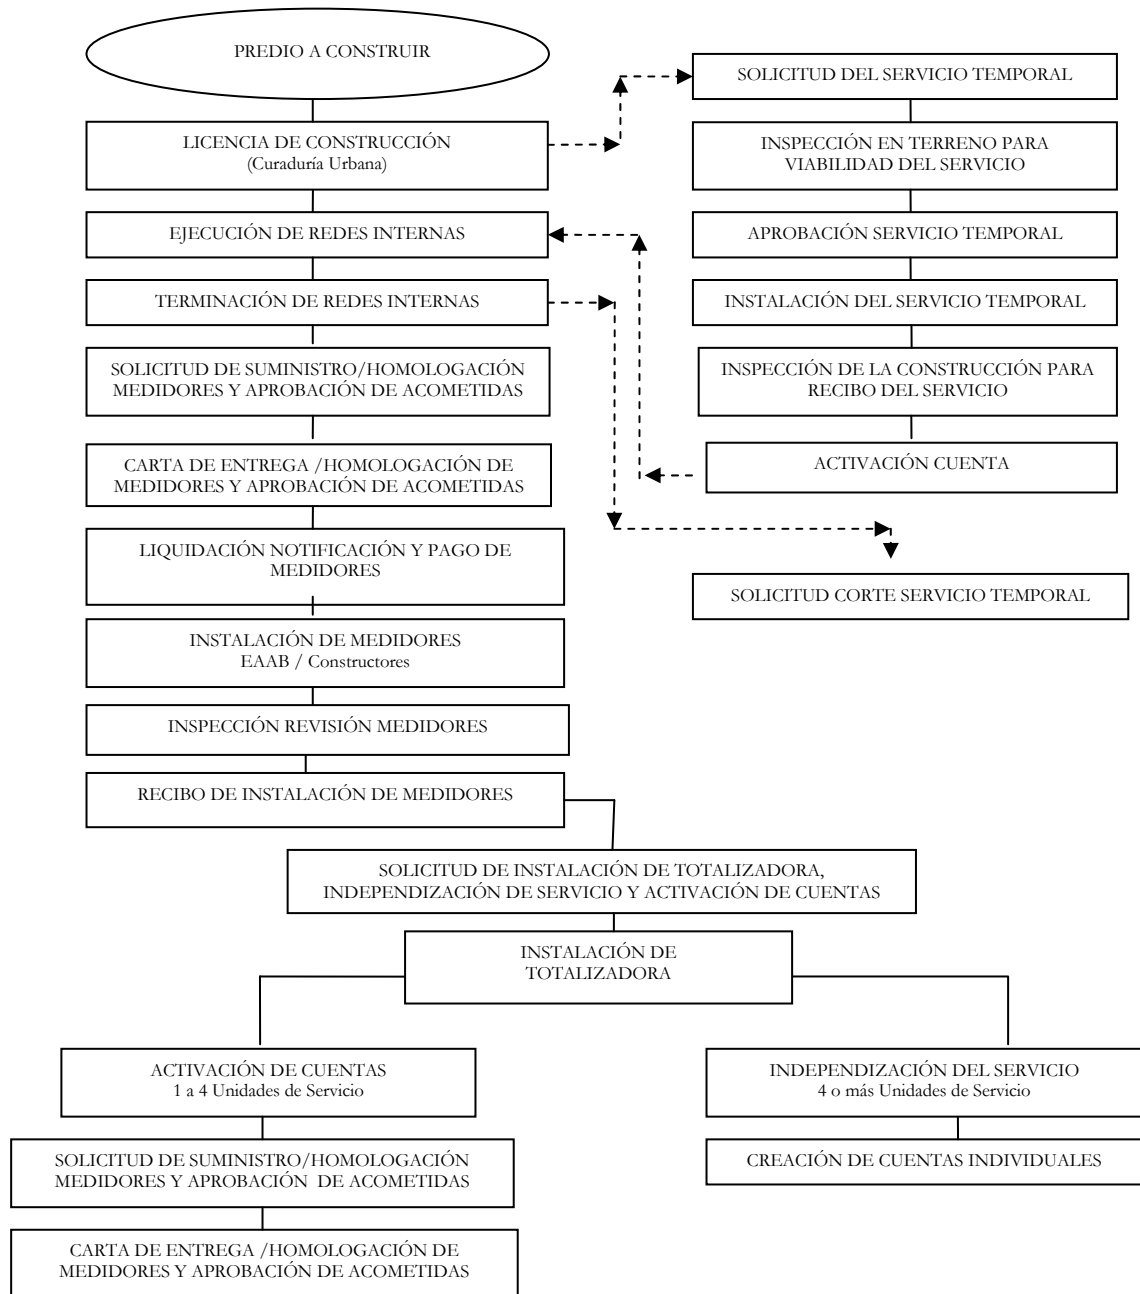 PREDIO A CONSTRUIR
LICENCIA DE CONSTRUCCIÓN
(Curaduría Urbana)
EJECUCIÓN DE REDES INTERNAS
TERMINACIÓN DE REDES INTERNAS
SOLICITUD DE SUMINISTRO/HOMOLOGACIÓN
MEDIDORES Y APROBACIÓN DE ACOMETIDAS
CARTA DE ENTREGA /HOMOLOGACIÓN DE
MEDIDORES Y APROBACIÓN DE ACOMETIDAS
LIQUIDACIÓN NOTIFICACIÓN Y PAGO DE
MEDIDORES
INSTALACIÓN DE MEDIDORES
EAAB / Constructores
INSPECCIÓN REVISIÓN MEDIDORES
RECIBO DE INSTALACIÓN DE MEDIDORES
SOLICITUD DEL SERVICIO TEMPORAL
INSPECCIÓN EN TERRENO PARA
VIABILIDAD DEL SERVICIO
APROBACIÓN SERVICIO TEMPORAL
INSTALACIÓN DEL SERVICIO TEMPORAL
INSPECCIÓN DE LA CONSTRUCCIÓN PARA
RECIBO DEL SERVICIO
ACTIVACIÓN CUENTA
SOLICITUD CORTE SERVICIO TEMPORAL
SOLICITUD DE INSTALACIÓN DE TOTALIZADORA,
INDEPENDIZACIÓN DE SERVICIO Y ACTIVACIÓN DE CUENTAS
INSTALACIÓN DE
TOTALIZADORA
ACTIVACIÓN DE CUENTAS
1 a 4 Unidades de Servicio
SOLICITUD DE SUMINISTRO/HOMOLOGACIÓN
MEDIDORES Y APROBACIÓN DE ACOMETIDAS
CARTA DE ENTREGA /HOMOLOGACIÓN DE
MEDIDORES Y APROBACIÓN DE ACOMETIDAS
INDEPENDIZACIÓN DEL SERVICIO
4 o más Unidades de Servicio
CREACIÓN DE CUENTAS INDIVIDUALES